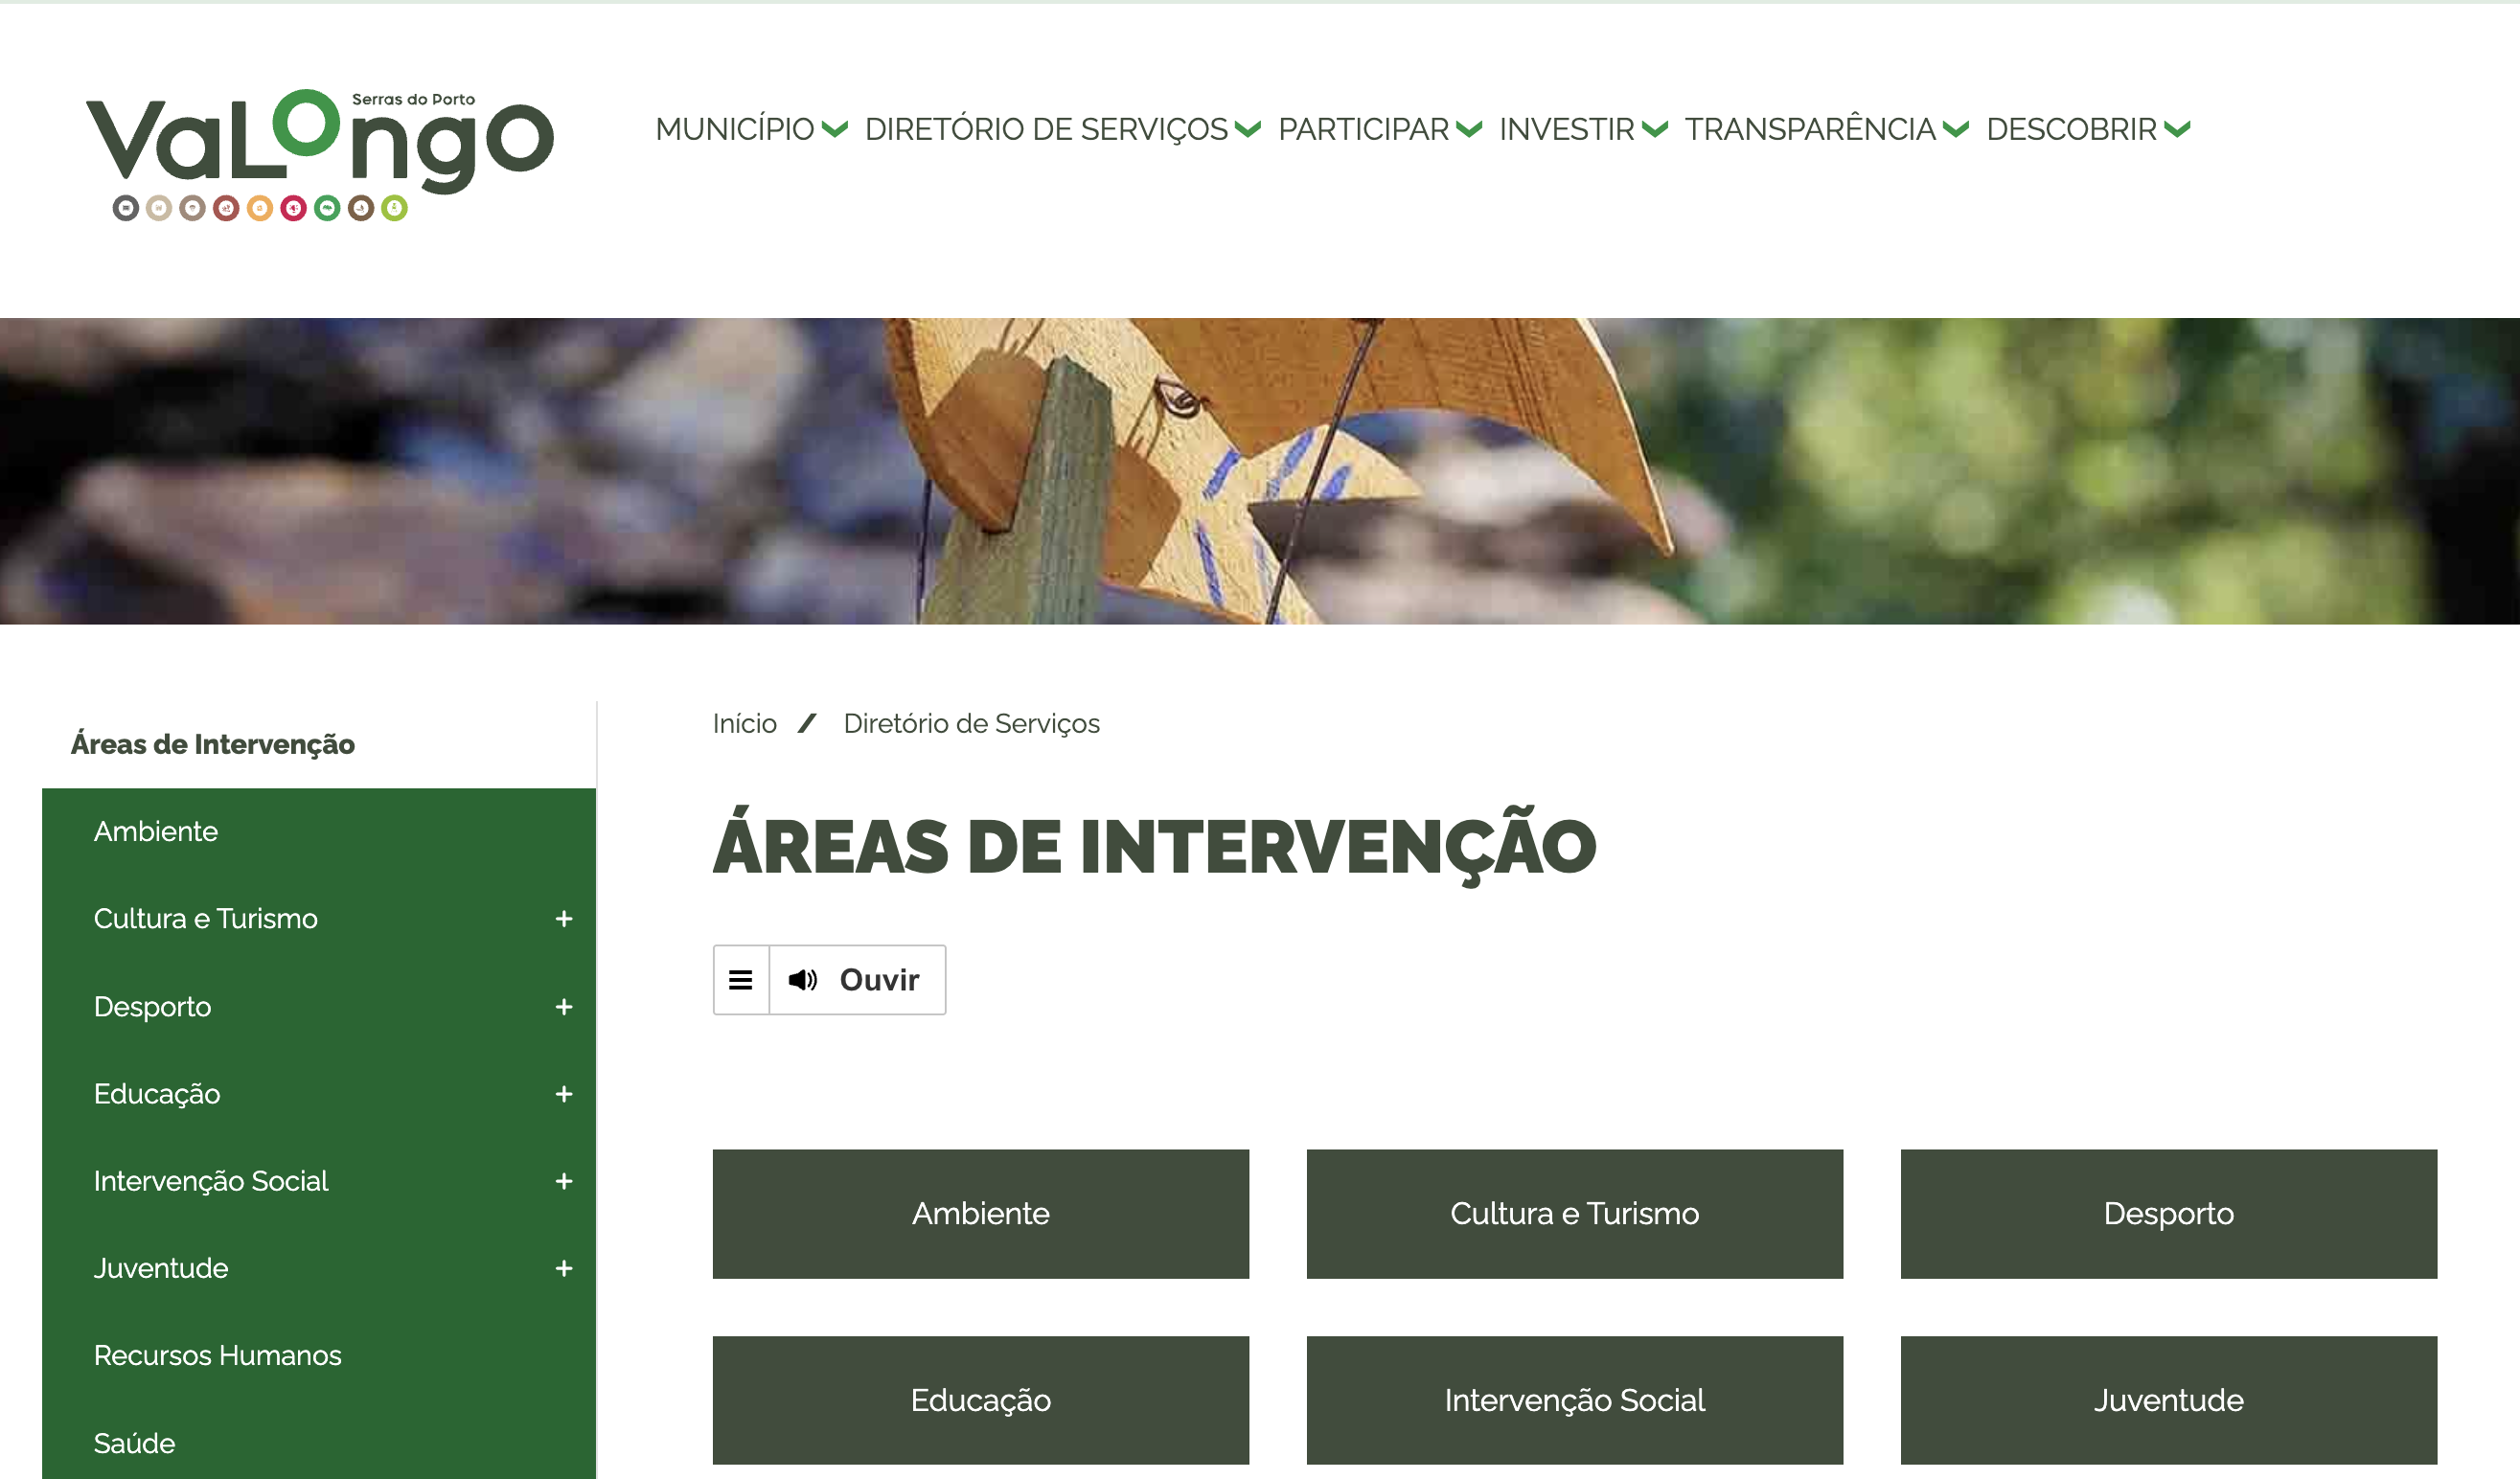 Serras do Porto
VaLOngo
MUNICÍPIO DIRETÓRIO DE SERVIÇOS PARTICIPAR INVESTIR TRANSPARÊNCIA DESCOBRIR
Áreas de Intervenção
Ambiente
Cultura e Turismo +
Desporto +
Educação +
Intervenção Social +
Juventude +
Recursos Humanos
Saúde
Início / Diretório de Serviços
ÁREAS DE INTERVENÇÃO
Ouvir
Ambiente
Cultura e Turismo
Desporto
Educação
Intervenção Social
Juventude